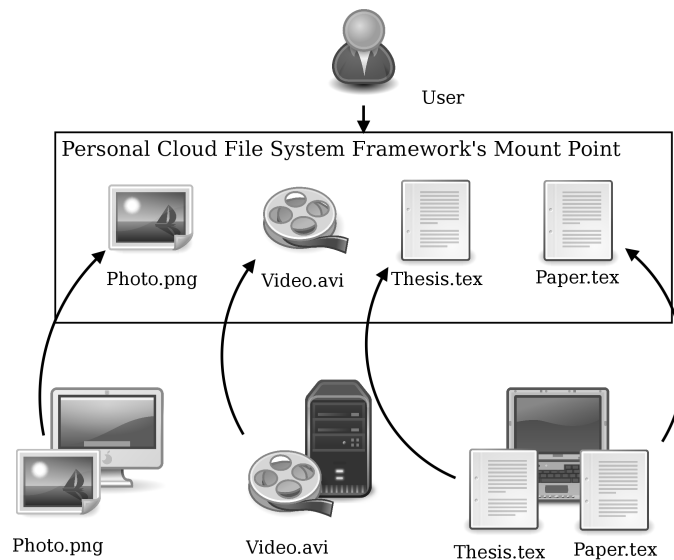 User
Personal Cloud File System Framework's Mount Point
Photo.png
Video.avi
Thesis.tex
Paper.tex
Photo.png
Video.avi
Thesis.tex
Paper.tex